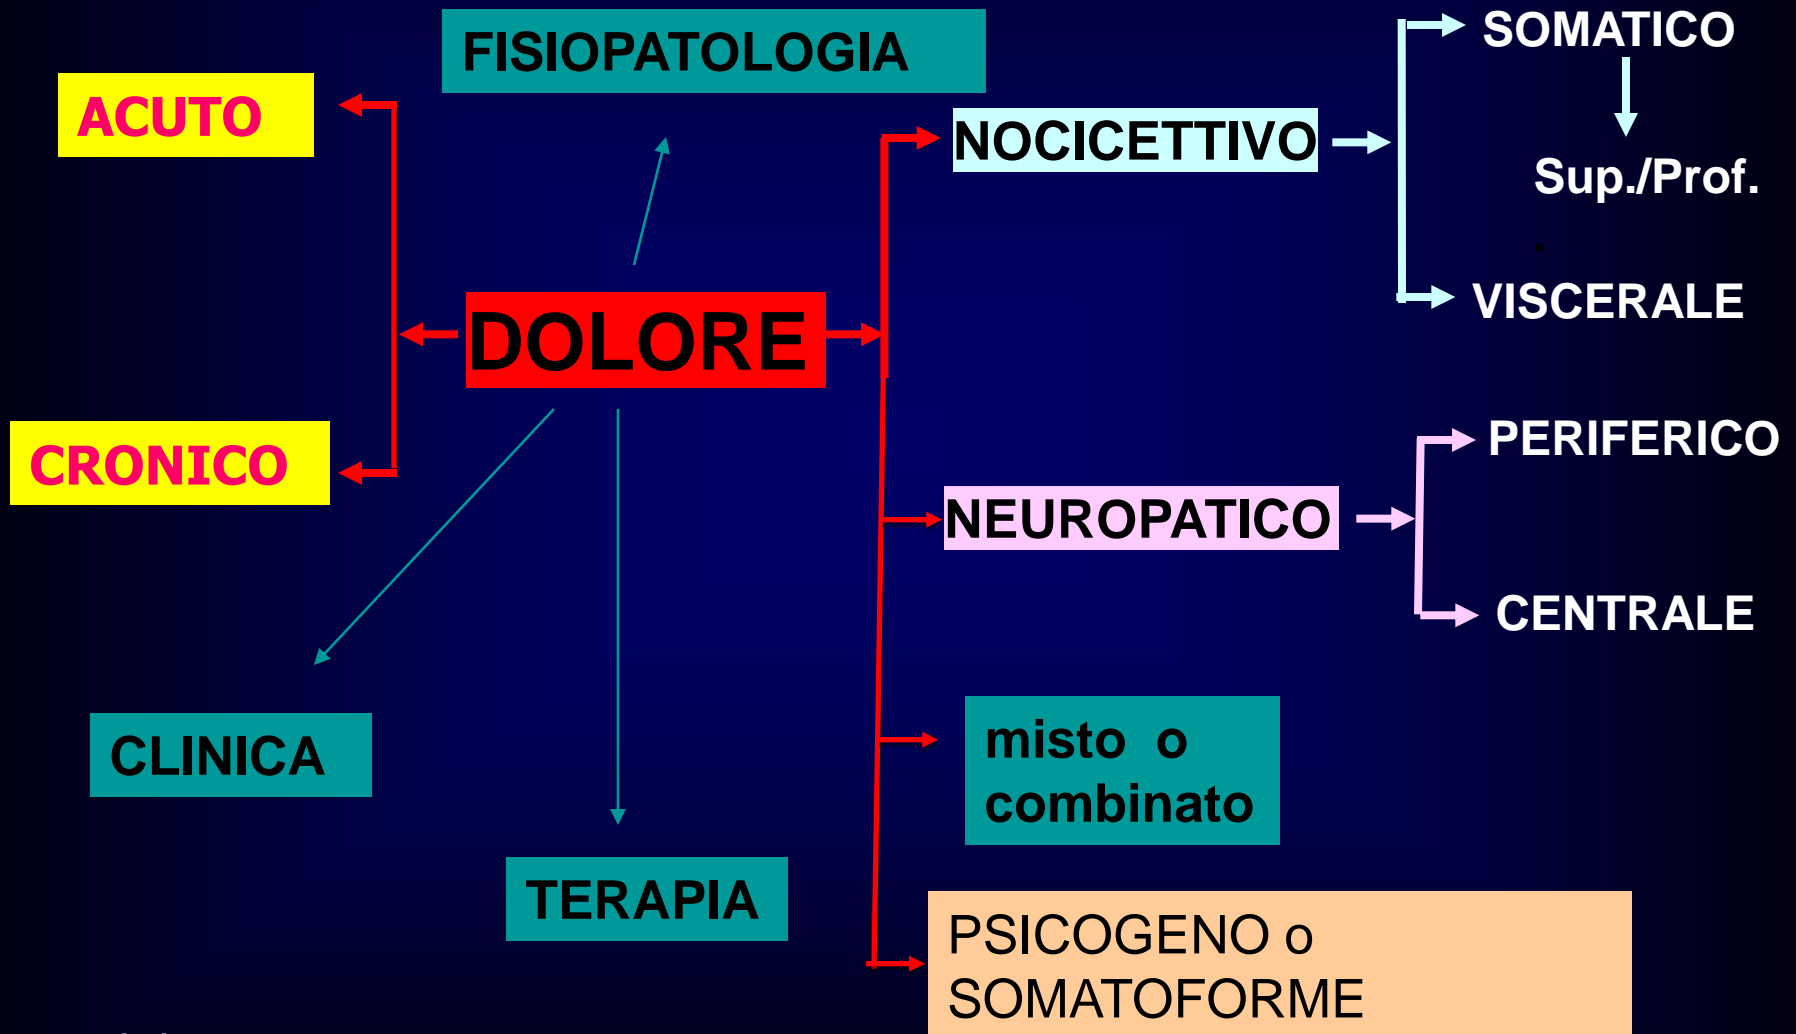 FISIOPATOLOGIA
SOMATICO
ACUTO
NOCICETTIVO
Sup./Prof.
.
VISCERALE
DOLORE
PERIFERICO
CRONICO
NEUROPATICO
CENTRALE
CLINICA
misto o
combinato
TERAPIA
PSICOGENO o
SOMATOFORME